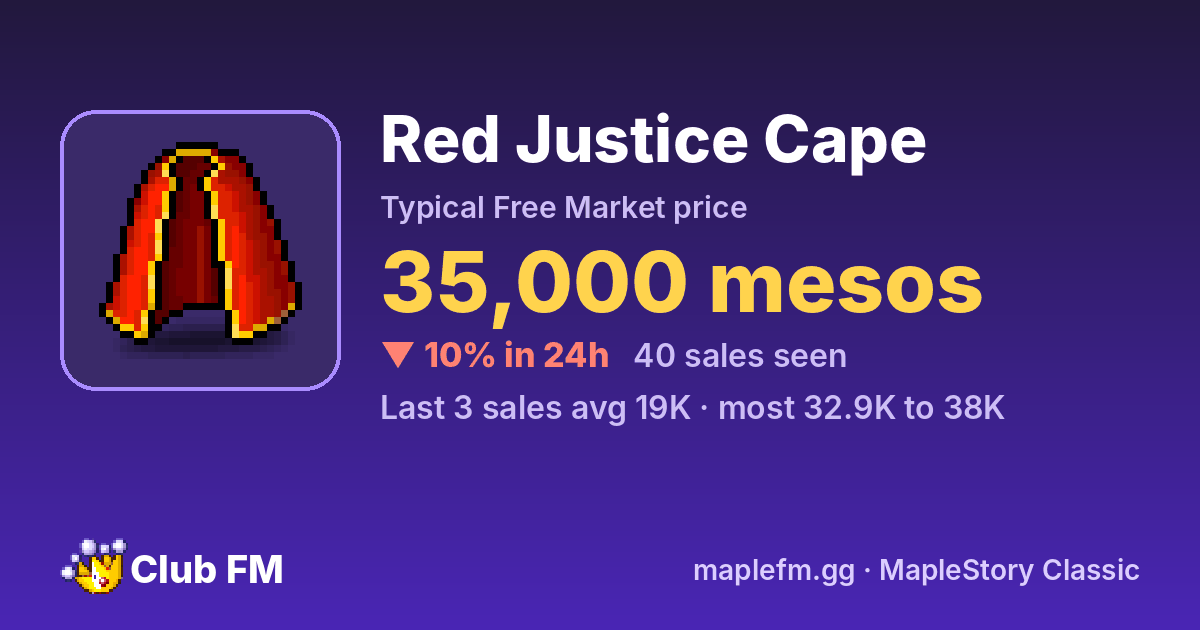 Red Justice Cape
Typical Free Market price
35,000 mesos
▼ 10% in 24h 40 sales seen
Last 3 sales avg 19K · most 32.9K to 38K
Club FM
maplefm.gg · MapleStory Classic